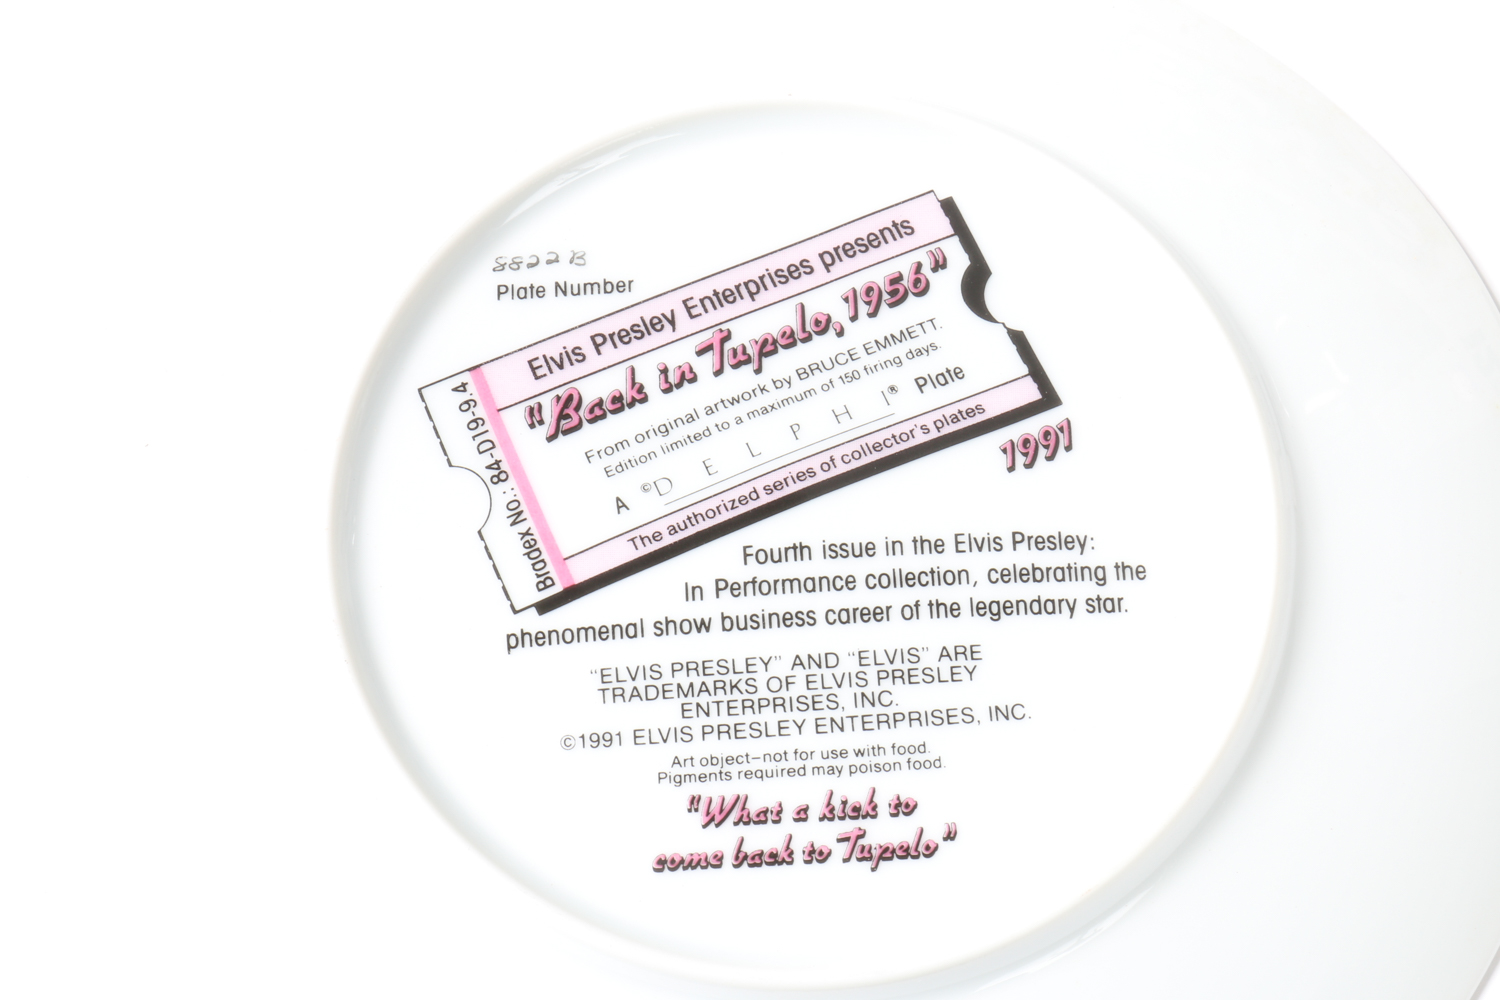 8822B
Plate Number
Elvis Presley Enterprises presents
"Back in Tupelo, 1956"
From original artwork by BRUCE EMMETT.
Edition limited to a maximum of 150 firing days.
A ©DELPHI® Plate
The authorized series of collector's plates
Bradex No.: 84-D19-9.4
1991
Fourth issue in the Elvis Presley:
In Performance collection, celebrating the
phenomenal show business career of the legendary star.
"ELVIS PRESLEY" AND "ELVIS" ARE
TRADEMARKS OF ELVIS PRESLEY
ENTERPRISES, INC.
©1991 ELVIS PRESLEY ENTERPRISES, INC.
Art object–not for use with food.
Pigments required may poison food.
"What a kick to
come back to Tupelo"